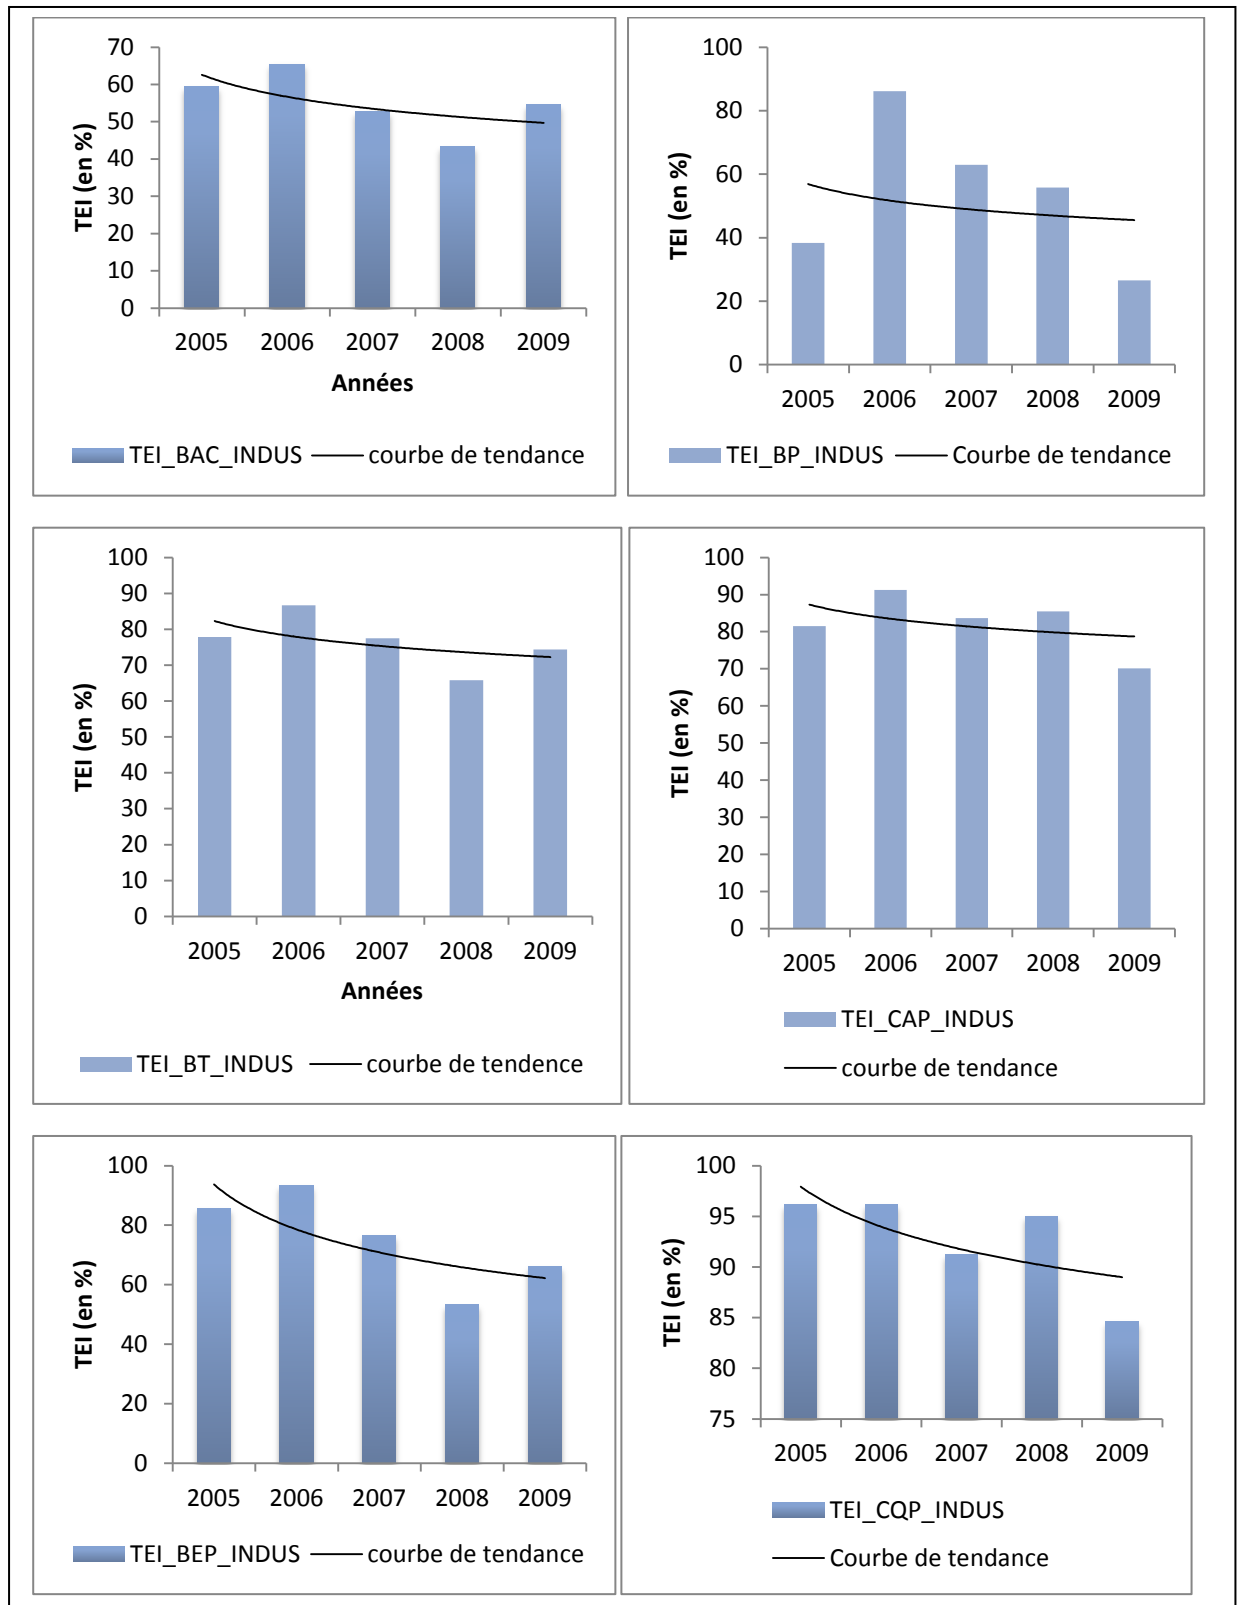 70
60
50
40
30
20
10
0
TEI (en %)
2005 2006 2007 2008 2009
Années
TEI_BAC_INDUS courbe de tendance
100
80
60
40
20
0
TEI (en %)
2005 2006 2007 2008 2009
TEI_BP_INDUS Courbe de tendance
100
90
80
70
60
50
40
30
20
10
0
TEI (en %)
2005 2006 2007 2008 2009
Années
TEI_BT_INDUS courbe de tendence
100
90
80
70
60
50
40
30
20
10
0
TEI (en %)
2005 2006 2007 2008 2009
TEI_CAP_INDUS
courbe de tendance
100
80
60
40
20
0
TEI (en %)
2005 2006 2007 2008 2009
TEI_BEP_INDUS courbe de tendance
100
95
90
85
80
75
TEI (en %)
2005 2006 2007 2008 2009
TEI_CQP_INDUS
Courbe de tendance